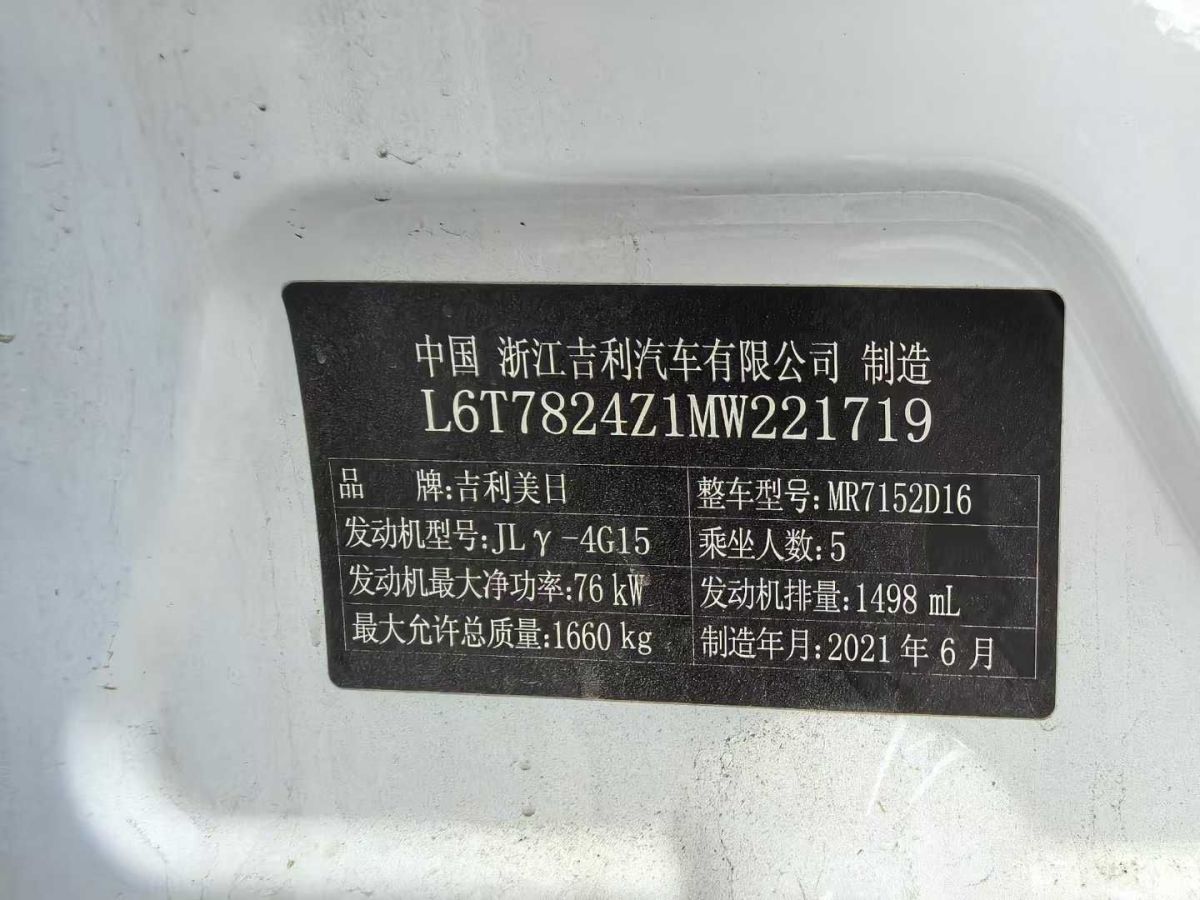 中国 浙江吉利汽车有限公司 制造
L6T7824Z1MW221719
品 牌:吉利美日 整车型号:MR7152D16
发动机型号:JLγ-4G15 乘坐人数:5
发动机最大净功率:76 kW 发动机排量:1498 mL
最大允许总质量:1660 kg 制造年月:2021 年 6 月